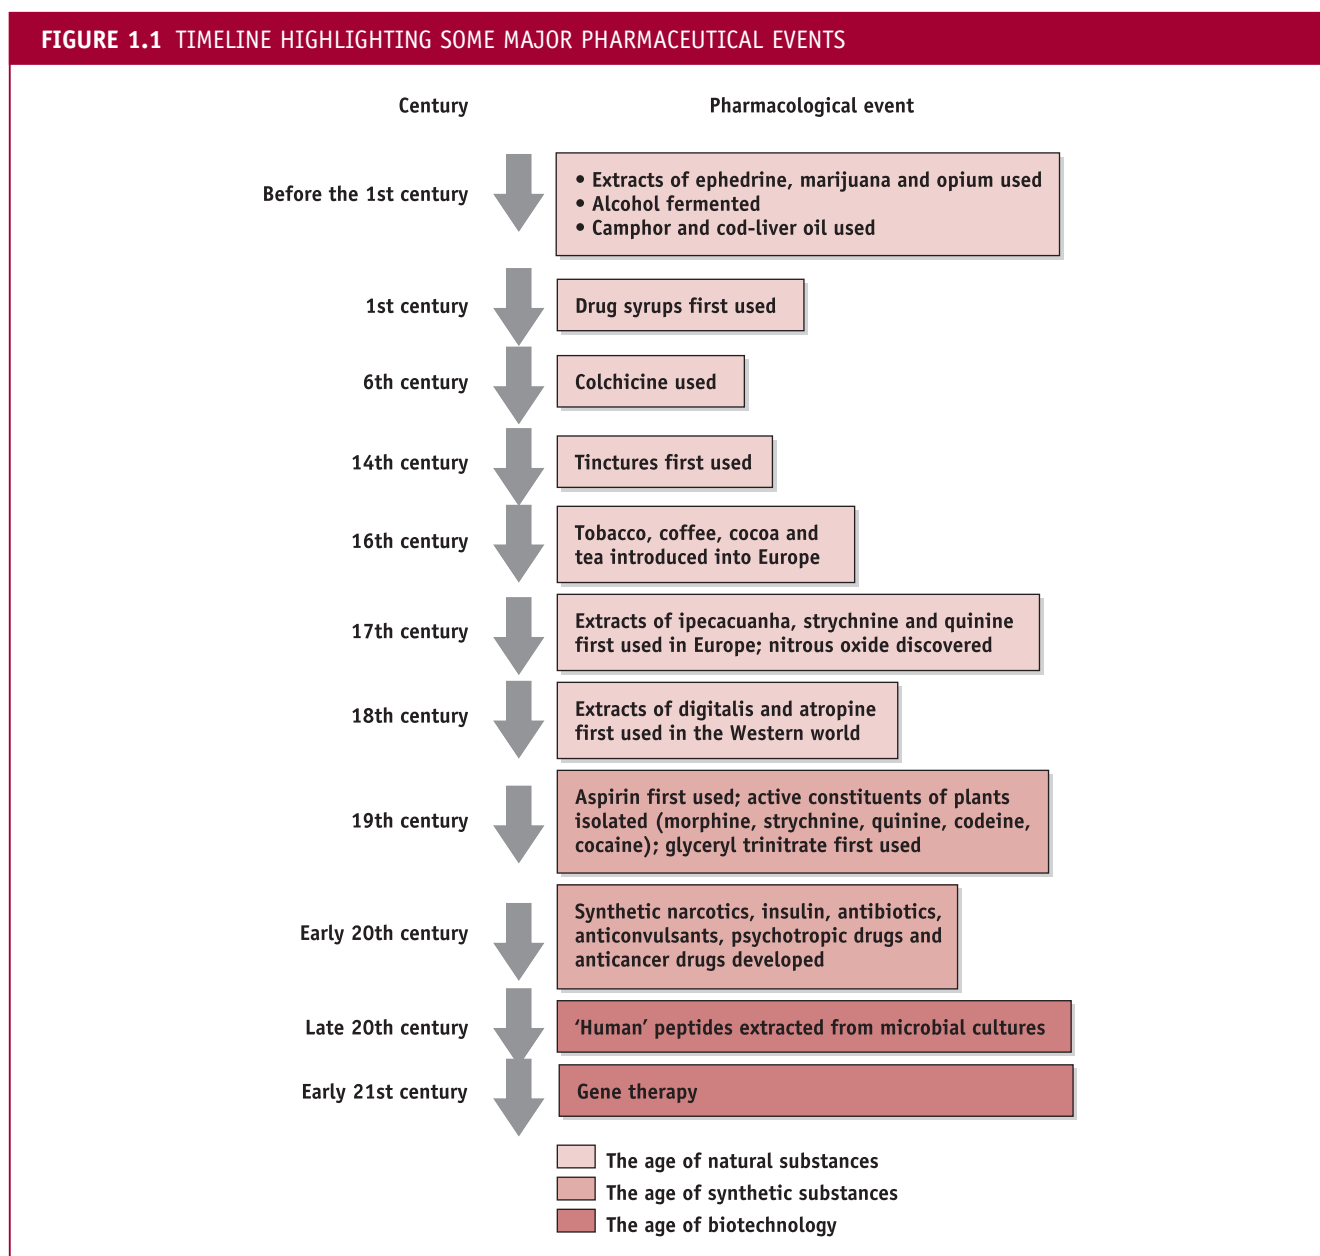 FIGURE 1.1 TIMELINE HIGHLIGHTING SOME MAJOR PHARMACEUTICAL EVENTS
Century
Pharmacological event
Before the 1st century
• Extracts of ephedrine, marijuana and opium used
• Alcohol fermented
• Camphor and cod-liver oil used
1st century
Drug syrups first used
6th century
Colchicine used
14th century
Tinctures first used
16th century
Tobacco, coffee, cocoa and
tea introduced into Europe
17th century
Extracts of ipecacuanha, strychnine and quinine
first used in Europe; nitrous oxide discovered
18th century
Extracts of digitalis and atropine
first used in the Western world
19th century
Aspirin first used; active constituents of plants
isolated (morphine, strychnine, quinine, codeine,
cocaine); glyceryl trinitrate first used
Early 20th century
Synthetic narcotics, insulin, antibiotics,
anticonvulsants, psychotropic drugs and
anticancer drugs developed
Late 20th century
‘Human’ peptides extracted from microbial cultures
Early 21st century
Gene therapy
The age of natural substances
The age of synthetic substances
The age of biotechnology